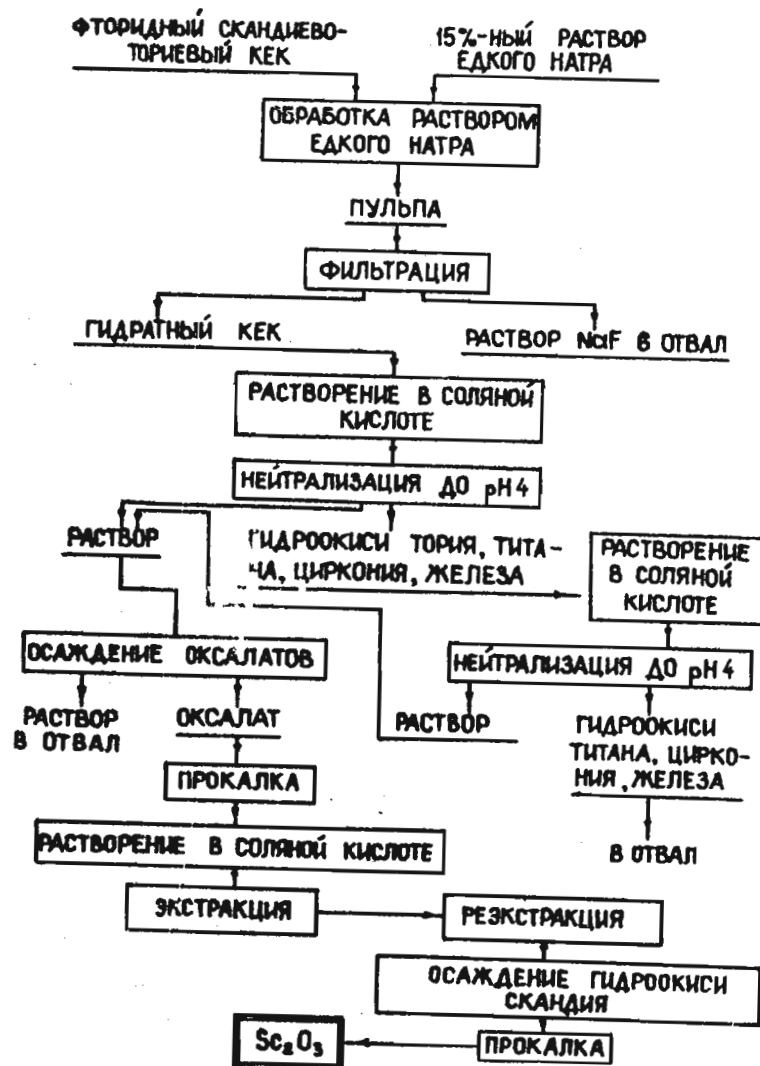 ФТОРИДНЫЙ СКАНДИЕВО-
ТОРИЕВЫЙ КЕК
15%-НЫЙ РАСТВОР
ЕДКОГО НАТРА
ОБРАБОТКА РАСТВОРОМ
ЕДКОГО НАТРА
ПУЛЬПА
ФИЛЬТРАЦИЯ
ГИДРАТНЫЙ КЕК
РАСТВОР NaF В ОТВАЛ
РАСТВОРЕНИЕ В СОЛЯНОЙ
КИСЛОТЕ
НЕЙТРАЛИЗАЦИЯ ДО pH 4
РАСТВОР
ГИДРООКИСИ ТОРИЯ, ТИТА-
НА, ЦИРКОНИЯ, ЖЕЛЕЗА
РАСТВОРЕНИЕ
В СОЛЯНОЙ
КИСЛОТЕ
ОСАЖДЕНИЕ ОКСАЛАТОВ
НЕЙТРАЛИЗАЦИЯ ДО pH 4
РАСТВОР
В ОТВАЛ
ОКСАЛАТ
РАСТВОР
ГИДРООКИСИ
ТИТАНА, ЦИРКО-
НИЯ, ЖЕЛЕЗА
ПРОКАЛКА
РАСТВОРЕНИЕ В СОЛЯНОЙ КИСЛОТЕ
В ОТВАЛ
ЭКСТРАКЦИЯ
РЕЭКСТРАКЦИЯ
ОСАЖДЕНИЕ ГИДРООКИСИ
СКАНДИЯ
Sc₂O₃
ПРОКАЛКА